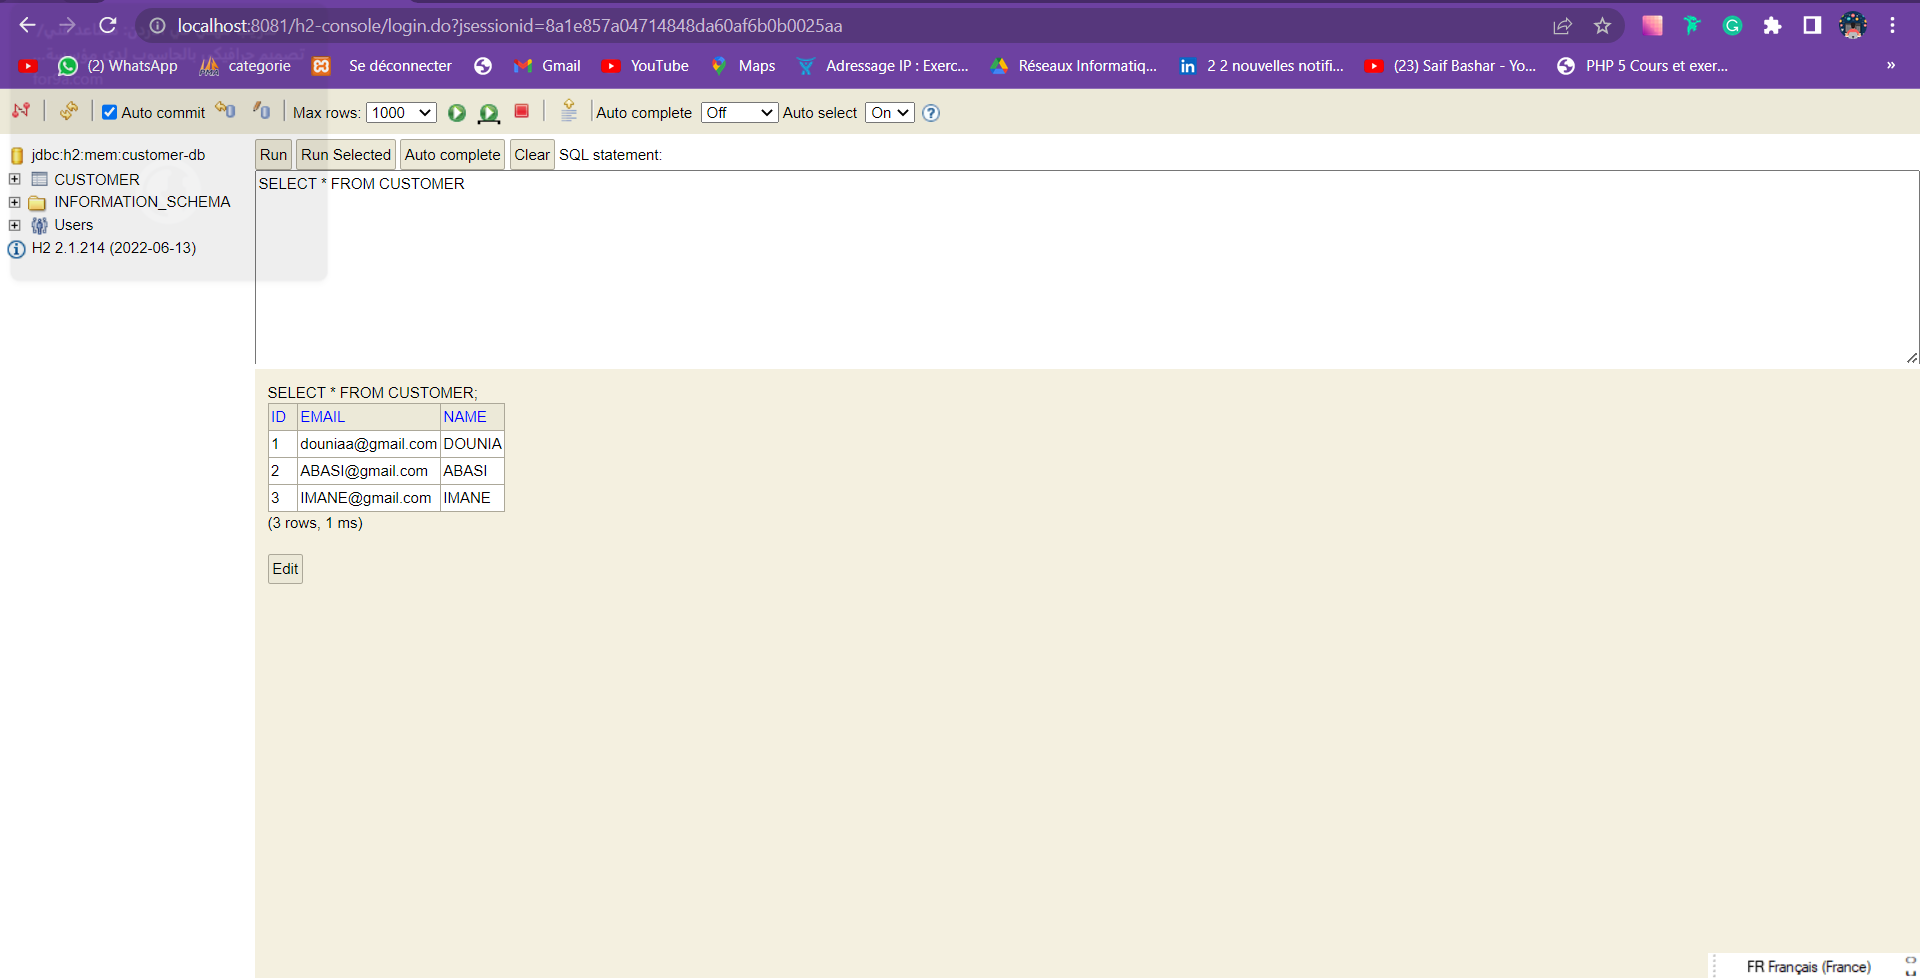 localhost:8081/h2-console/login.do?jsessionid=8a1e857a04714848da60af6b0b0025aa
(2) WhatsApp categorie Se déconnecter Gmail YouTube Maps Adressage IP : Exerc... Réseaux Informatiq... 2 2 nouvelles notifi... (23) Saif Bashar - Yo... PHP 5 Cours et exer... »
Auto commit Max rows: 1000 Auto complete Off Auto select On
jdbc:h2:mem:customer-db
CUSTOMER
INFORMATION_SCHEMA
Users
H2 2.1.214 (2022-06-13)
Run Run Selected Auto complete Clear SQL statement:
SELECT * FROM CUSTOMER
SELECT * FROM CUSTOMER;
ID EMAIL NAME
1 douniaa@gmail.com DOUNIA
2 ABASI@gmail.com ABASI
3 IMANE@gmail.com IMANE
(3 rows, 1 ms)
Edit
FR Français (France)